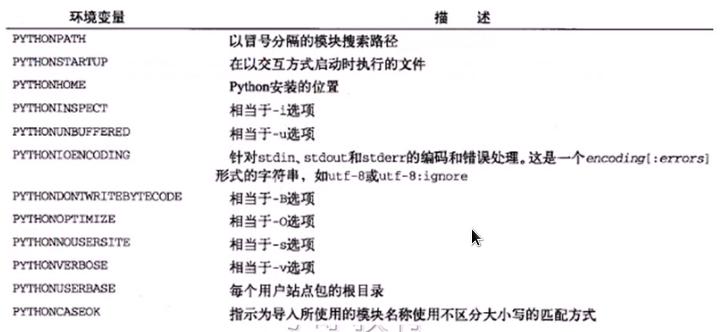 环境变量 描 述
PYTHONPATH 以冒号分隔的模块搜索路径
PYTHONSTARTUP 在以交互方式启动时执行的文件
PYTHONHOME Python安装的位置
PYTHONINSPECT 相当于-i选项
PYTHONUNBUFFERED 相当于-u选项
PYTHONIOENCODING 针对stdin、stdout和stderr的编码和错误处理。这是一个encoding[:errors]
形式的字符串，如utf-8或utf-8:ignore
PYTHONDONTWRITEBYTECODE 相当于-B选项
PYTHONOPTIMIZE 相当于-O选项
PYTHONNOUSERSITE 相当于-s选项
PYTHONVERBOSE 相当于-v选项
PYTHONUSERBASE 每个用户站点包的根目录
PYTHONCASEOK 指示为导入所使用的模块名称使用不区分大小写的匹配方式